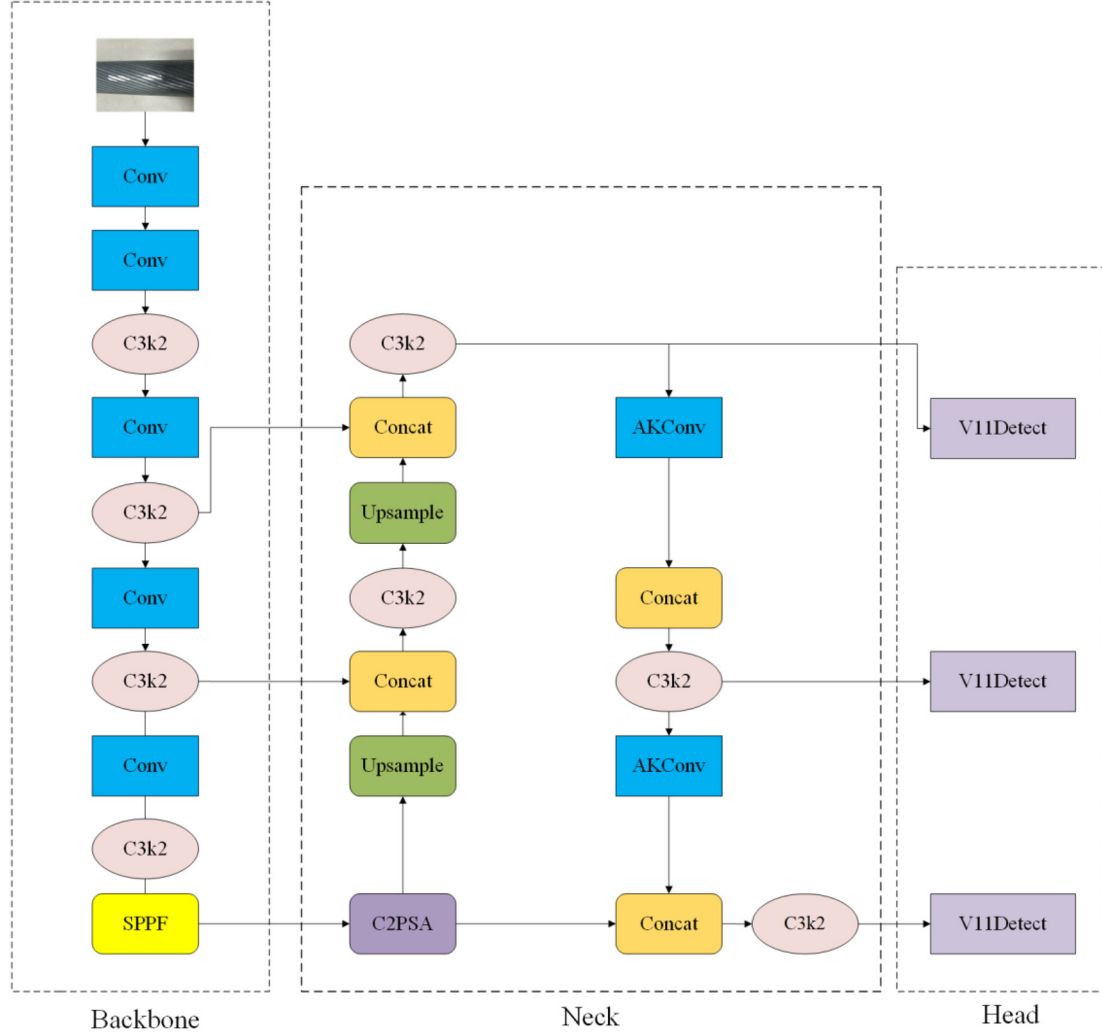 Conv
Conv
C3k2
Conv
C3k2
Conv
C3k2
Conv
C3k2
SPPF
Backbone
C3k2
Concat
Upsample
C3k2
Concat
Upsample
C2PSA
AKConv
Concat
C3k2
AKConv
Concat
C3k2
Neck
V11Detect
V11Detect
V11Detect
Head